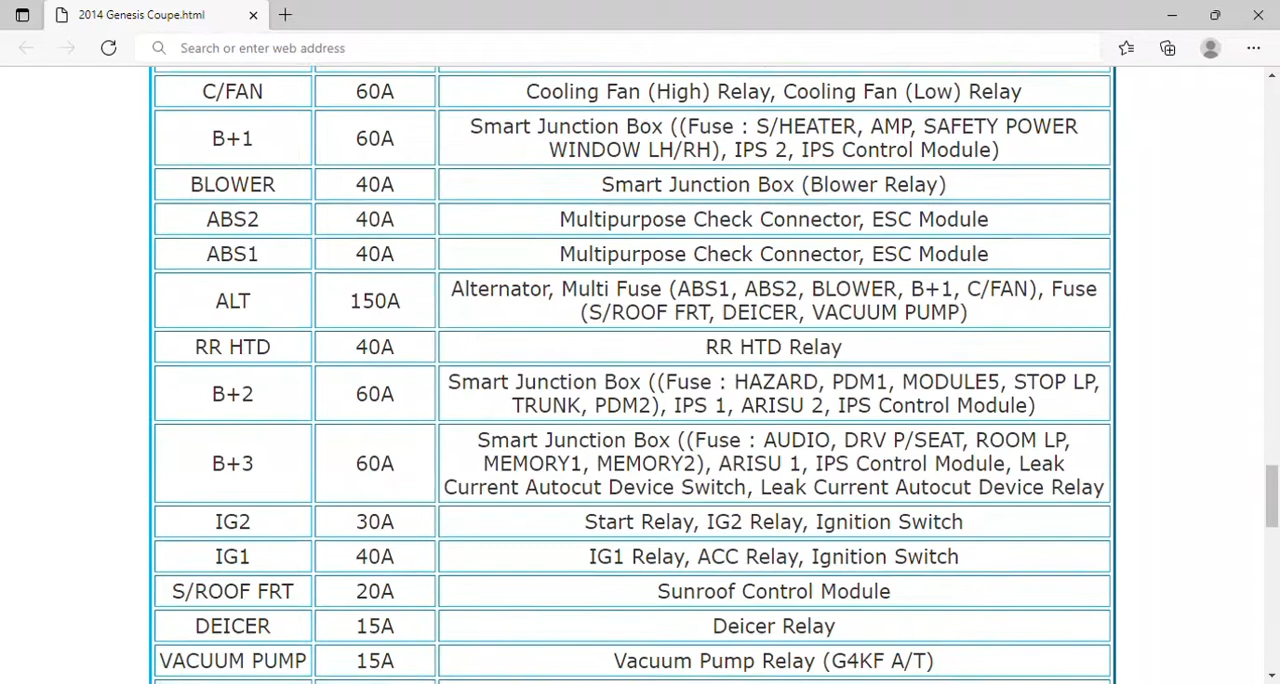 2014 Genesis Coupe.html
Search or enter web address
C/FAN 60A Cooling Fan (High) Relay, Cooling Fan (Low) Relay
B+1 60A Smart Junction Box ((Fuse : S/HEATER, AMP, SAFETY POWER
WINDOW LH/RH), IPS 2, IPS Control Module)
BLOWER 40A Smart Junction Box (Blower Relay)
ABS2 40A Multipurpose Check Connector, ESC Module
ABS1 40A Multipurpose Check Connector, ESC Module
ALT 150A Alternator, Multi Fuse (ABS1, ABS2, BLOWER, B+1, C/FAN), Fuse
(S/ROOF FRT, DEICER, VACUUM PUMP)
RR HTD 40A RR HTD Relay
B+2 60A Smart Junction Box ((Fuse : HAZARD, PDM1, MODULE5, STOP LP,
TRUNK, PDM2), IPS 1, ARISU 2, IPS Control Module)
B+3 60A Smart Junction Box ((Fuse : AUDIO, DRV P/SEAT, ROOM LP,
MEMORY1, MEMORY2), ARISU 1, IPS Control Module, Leak
Current Autocut Device Switch, Leak Current Autocut Device Relay
IG2 30A Start Relay, IG2 Relay, Ignition Switch
IG1 40A IG1 Relay, ACC Relay, Ignition Switch
S/ROOF FRT 20A Sunroof Control Module
DEICER 15A Deicer Relay
VACUUM PUMP 15A Vacuum Pump Relay (G4KF A/T)